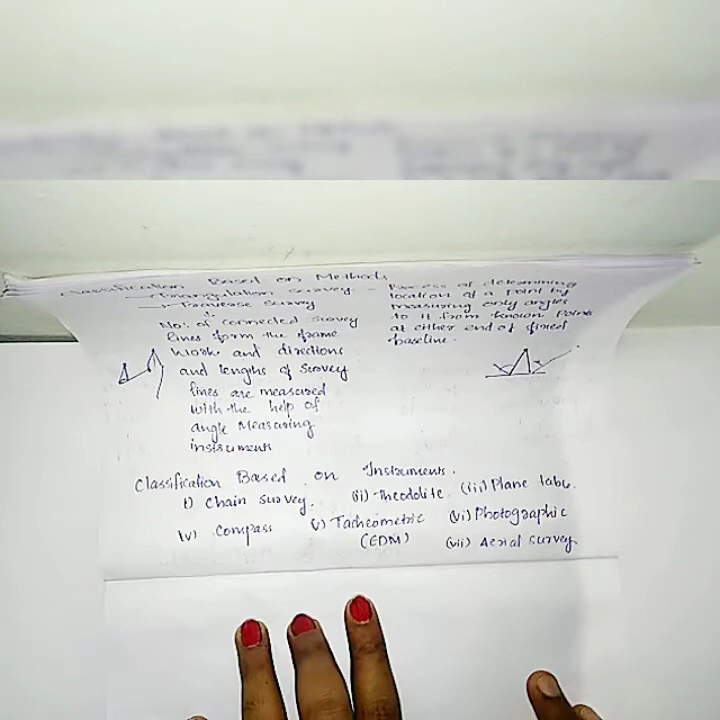 Classification Based on Methods
→ Triangulation Survey -
→ Traverse Survey
Process of determining
location of a point by
measuring only angles
to it from known points
at either end of fixed
baseline.
No: of connected survey
lines form the frame
work and directions
and lengths of survey
lines are measured
with the help of
angle measuring
instruments
Classification Based on Instruments.
i) Chain survey. (ii) Theodolite. (iii) Plane table.
iv) Compass (v) Tacheometric (vi) Photographic
(EDM) (vii) Aerial survey